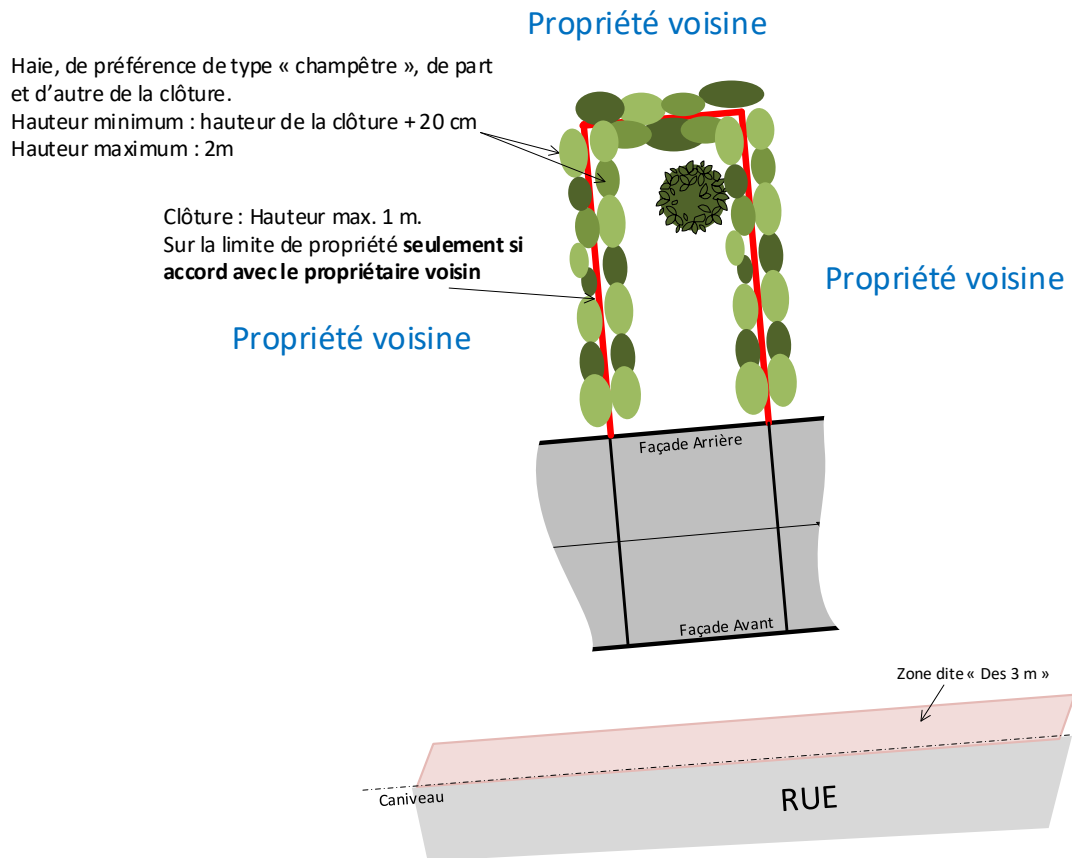 Propriété voisine
Haie, de préférence de type « champêtre », de part
et d'autre de la clôture.
Hauteur minimum : hauteur de la clôture + 20 cm
Hauteur maximum : 2m
Clôture : Hauteur max. 1 m.
Sur la limite de propriété seulement si
accord avec le propriétaire voisin
Propriété voisine
Propriété voisine
Façade Arrière
Façade Avant
Zone dite « Des 3 m »
Caniveau
RUE